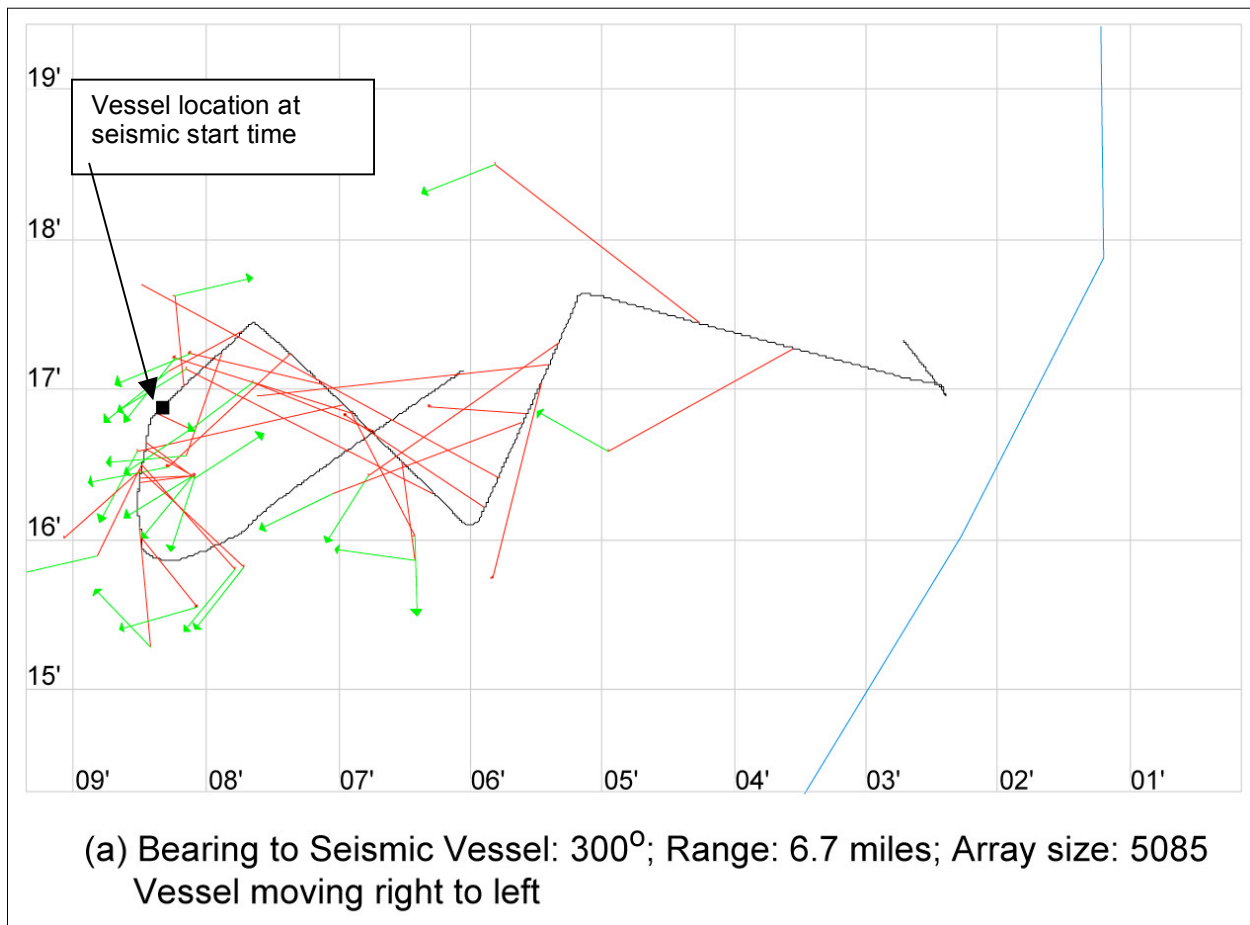 19'
Vessel location at
seismic start time
18'
17'
16'
15'
09' 08' 07' 06' 05' 04' 03' 02' 01'
(a) Bearing to Seismic Vessel: 300º; Range: 6.7 miles; Array size: 5085
Vessel moving right to left